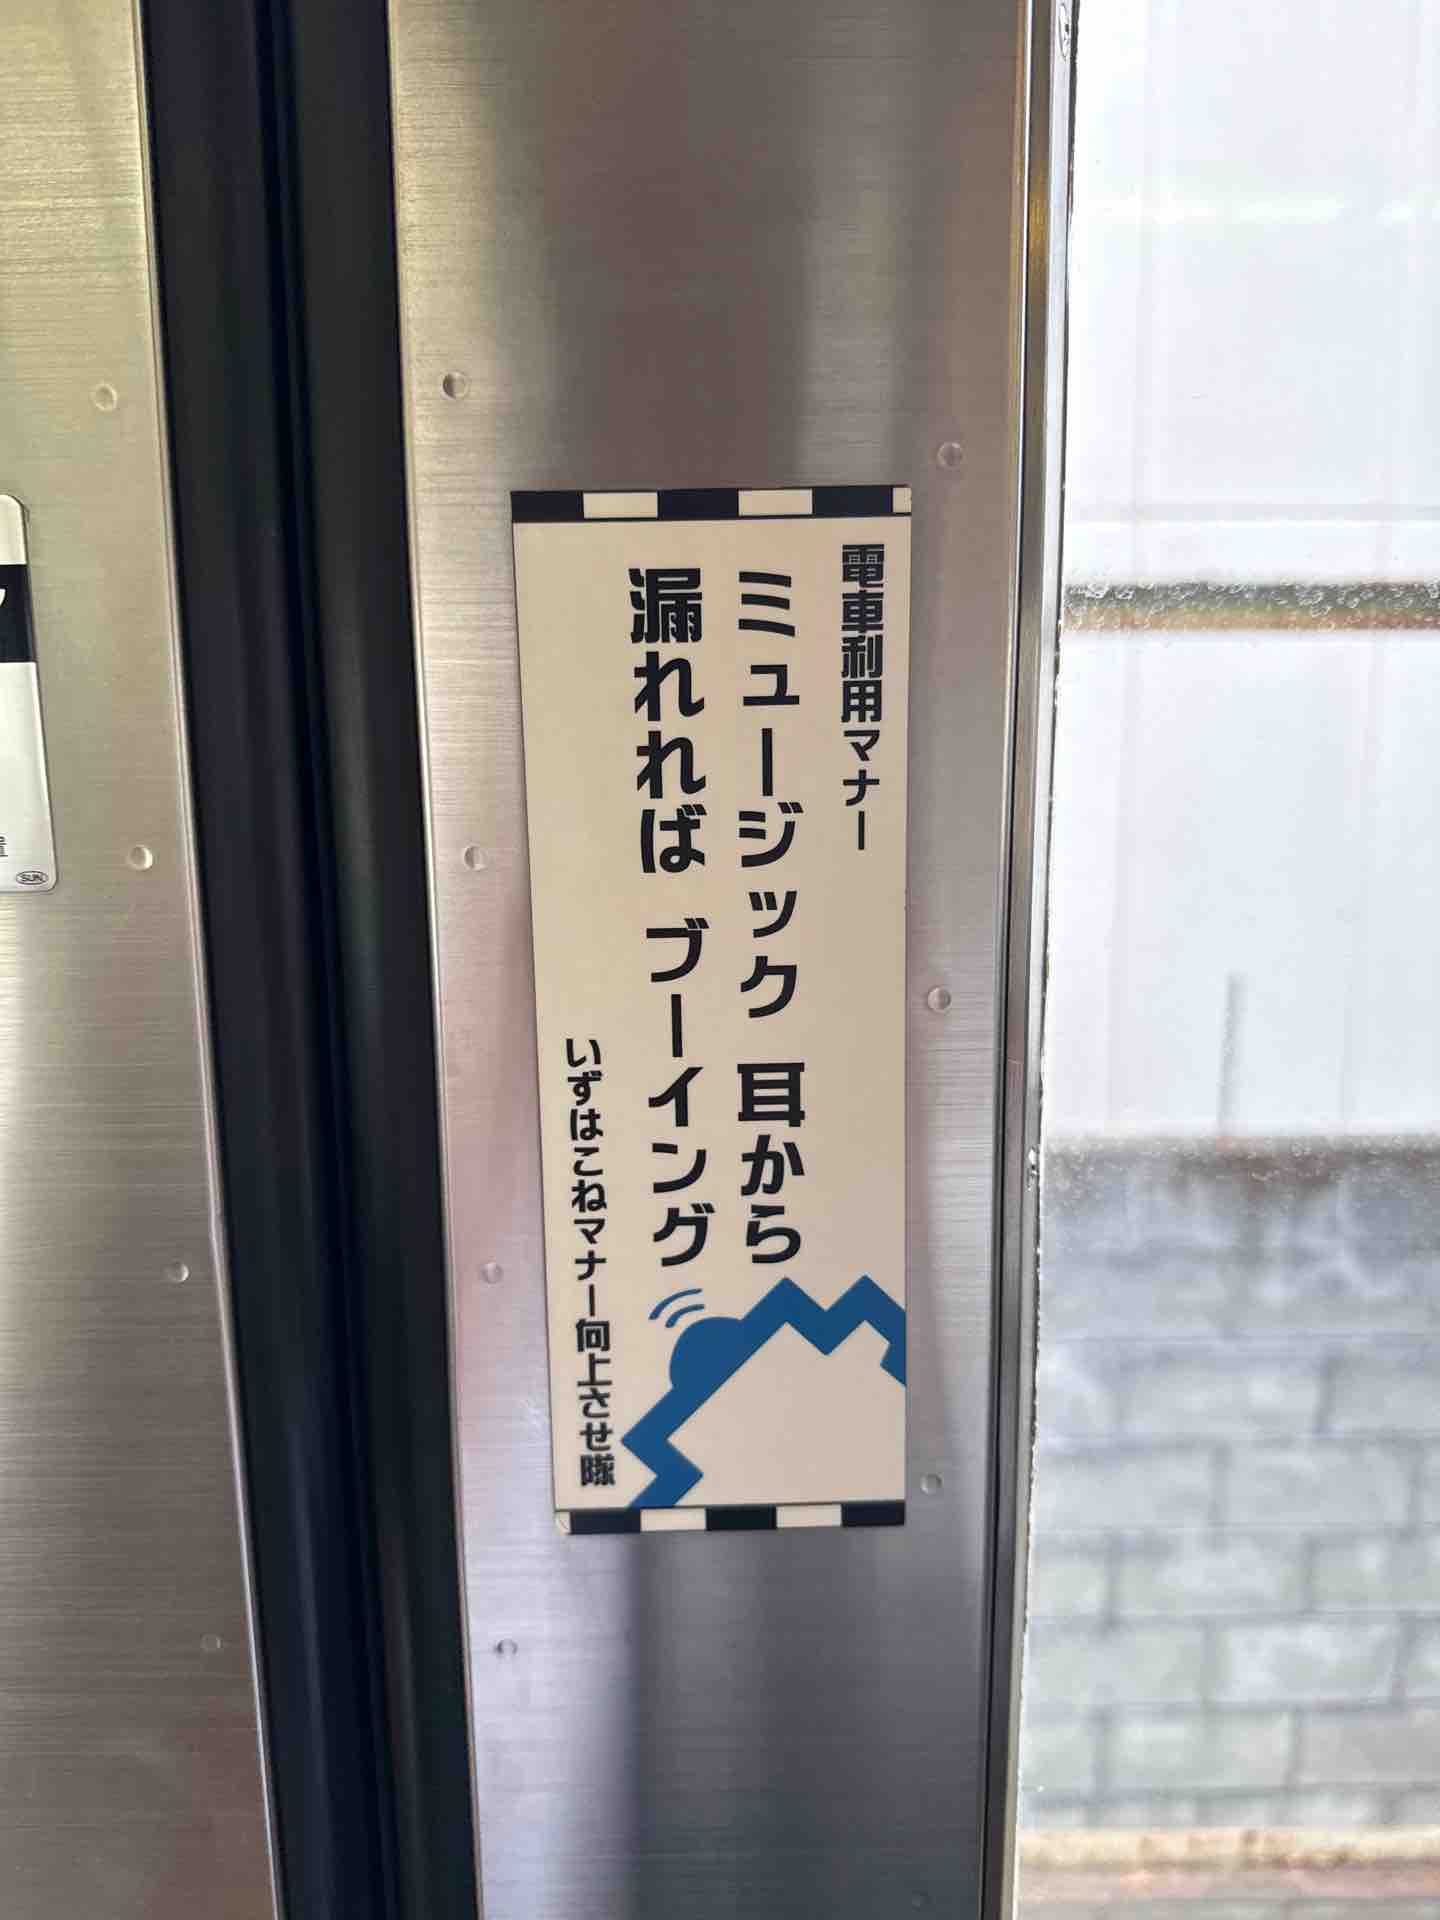 電車利用マナー
ミュージック 耳から
漏れれば ブーイング
いずはこねマナー向上させ隊
SUN